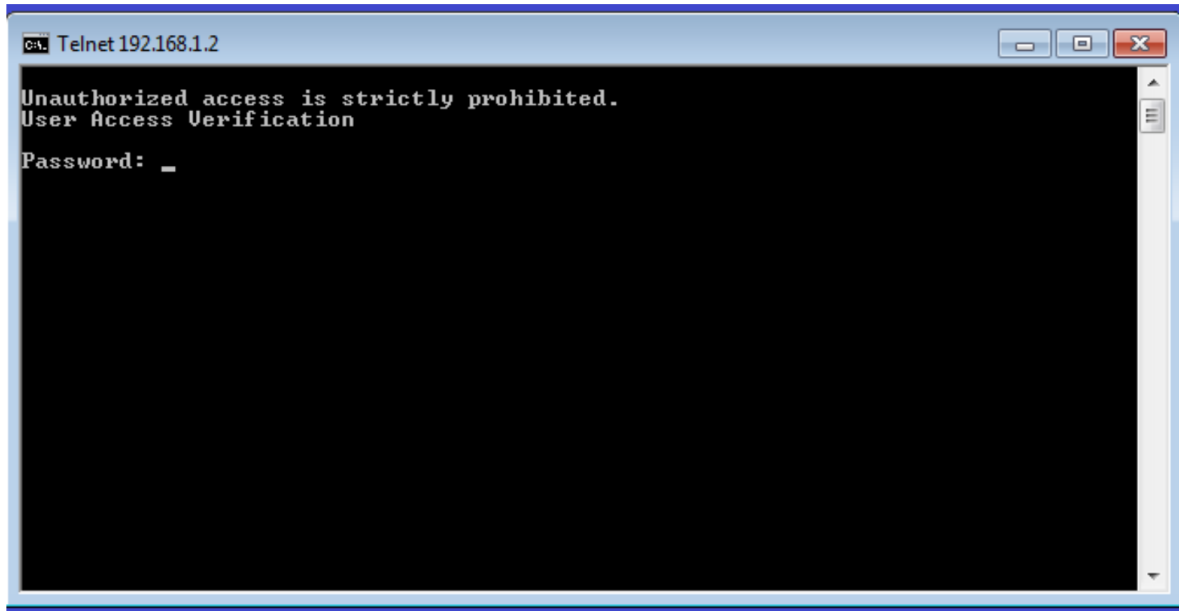 C:\. Telnet 192.168.1.2
Unauthorized access is strictly prohibited.
User Access Verification
Password: _